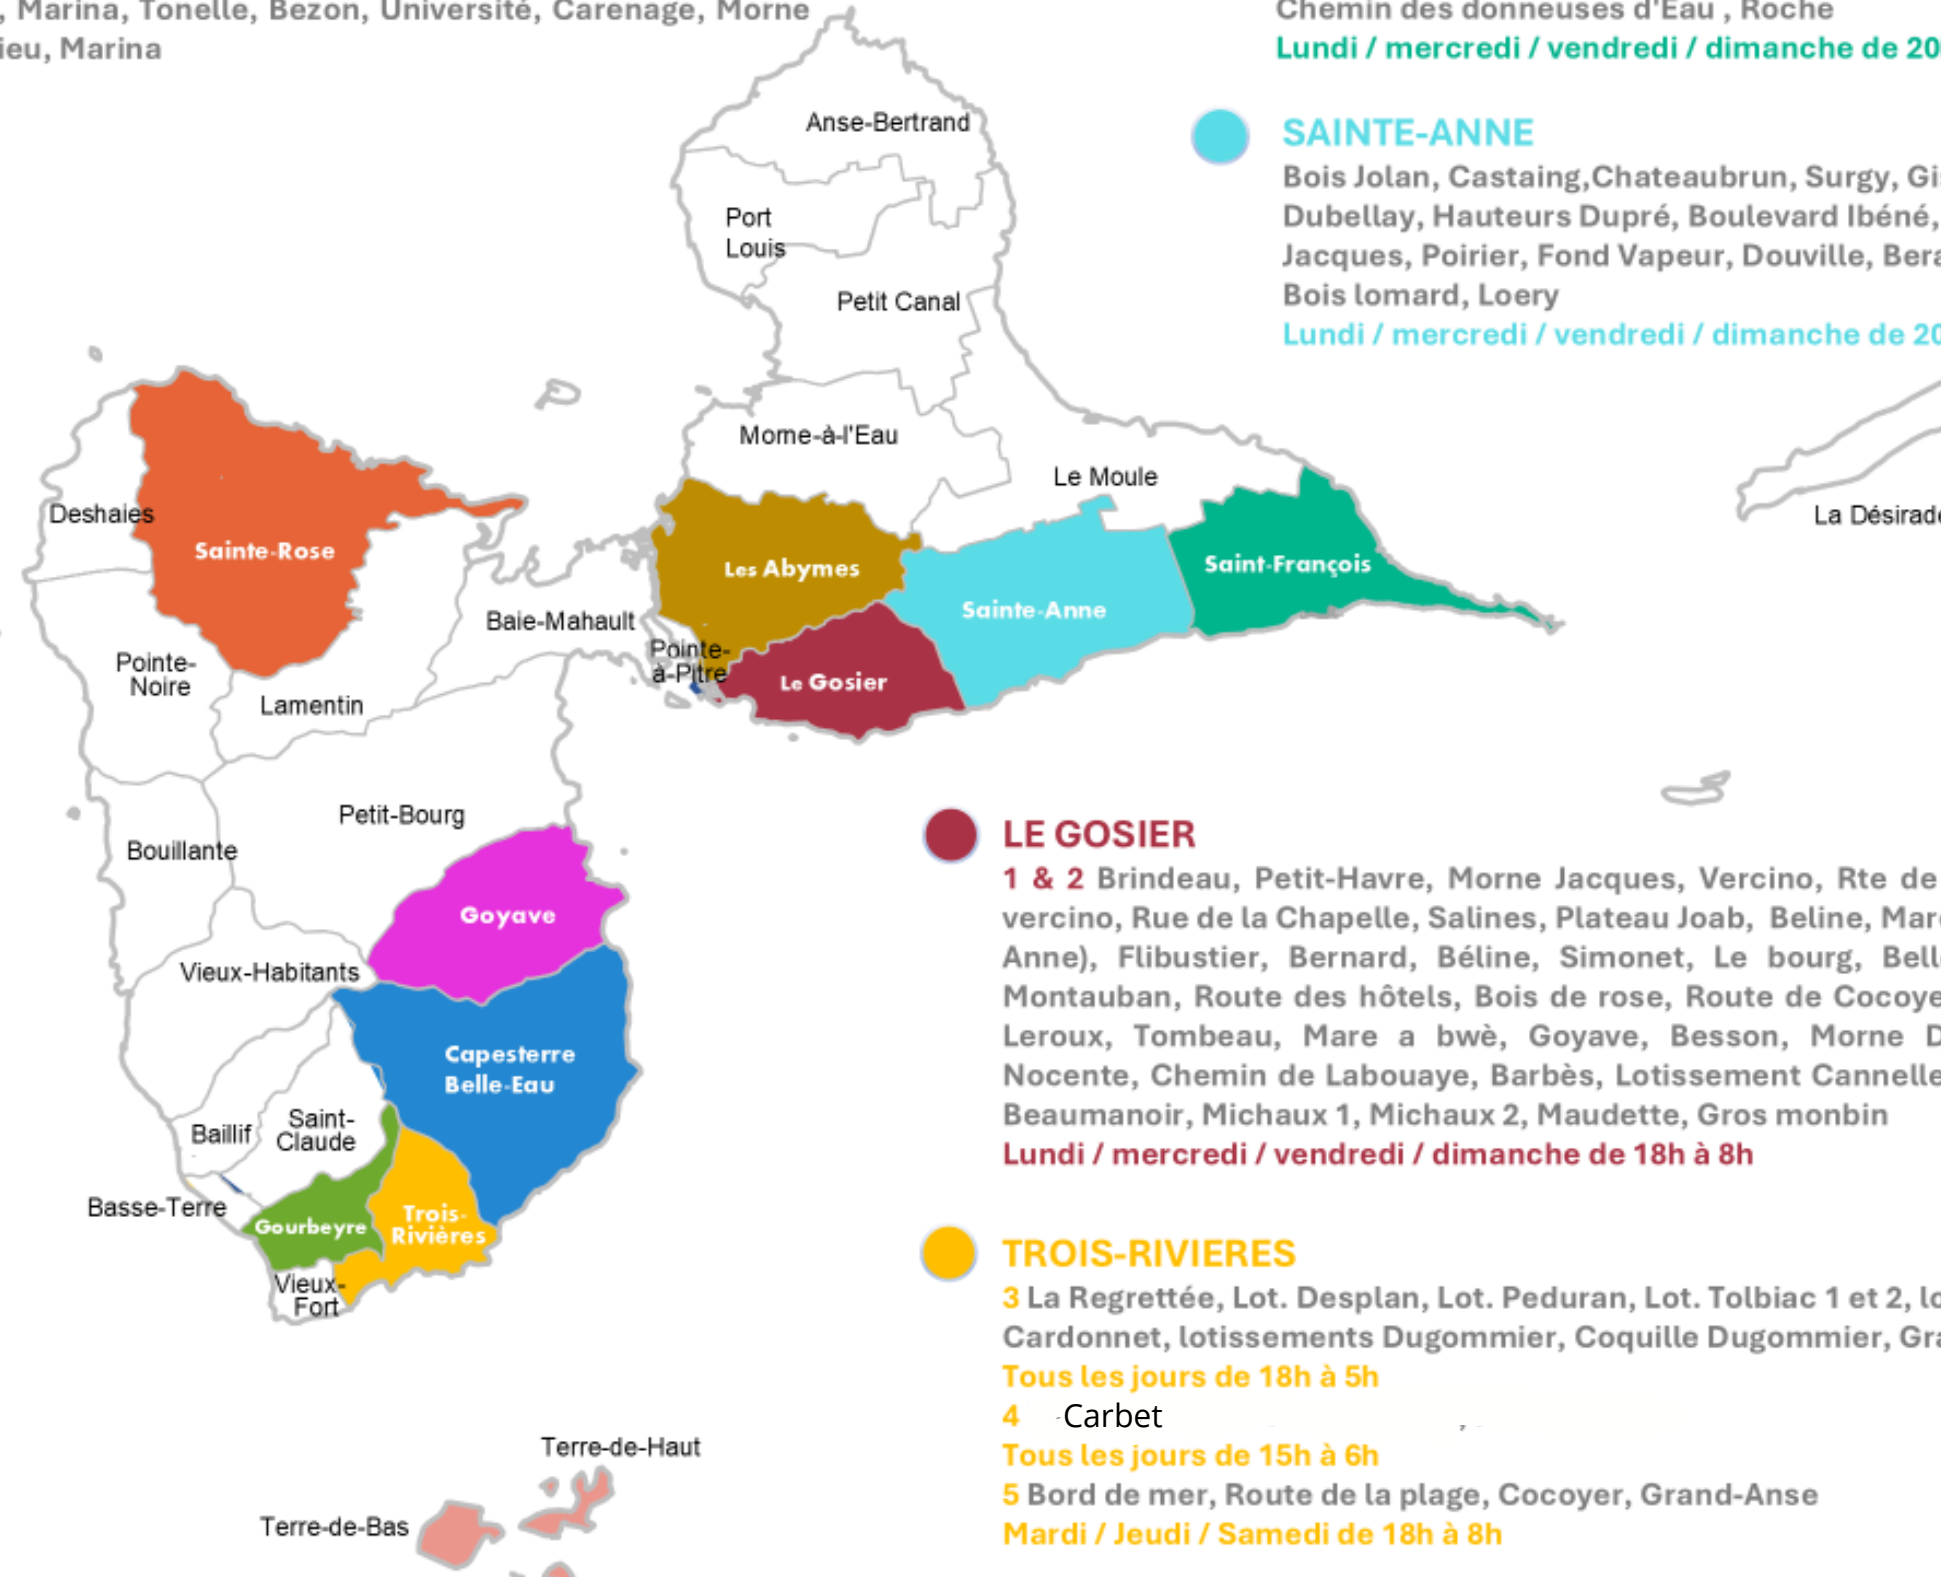 , Marina, Tonelle, Bezon, Université, Carenage, Morne
ieu, Marina
Chemin des donneuses d'Eau , Roche
Lundi / mercredi / vendredi / dimanche de 20
SAINTE-ANNE
Bois Jolan, Castaing,Chateaubrun, Surgy, Gi
Dubellay, Hauteurs Dupré, Boulevard Ibéné,
Jacques, Poirier, Fond Vapeur, Douville, Bera
Bois lomard, Loery
Lundi / mercredi / vendredi / dimanche de 20
Anse-Bertrand
Port
Louis
Petit Canal
Morne-à-l'Eau
Le Moule
La Désirade
Deshaies
Sainte-Rose
Les Abymes
Saint-François
Sainte-Anne
Baie-Mahault
Pointe-
à-Pitre
Le Gosier
Pointe-
Noire
Lamentin
Petit-Bourg
Bouillante
Goyave
Vieux-Habitants
Capesterre
Belle-Eau
Saint-
Claude
Baillif
Basse-Terre
Gourbeyre
Trois-
Rivières
Vieux-
Fort
Terre-de-Haut
Terre-de-Bas
LE GOSIER
1 & 2 Brindeau, Petit-Havre, Morne Jacques, Vercino, Rte de
vercino, Rue de la Chapelle, Salines, Plateau Joab, Beline, Mar
Anne), Flibustier, Bernard, Béline, Simonet, Le bourg, Bell
Montauban, Route des hôtels, Bois de rose, Route de Cocoye
Leroux, Tombeau, Mare a bwè, Goyave, Besson, Morne D
Nocente, Chemin de Labouaye, Barbès, Lotissement Cannelle
Beaumanoir, Michaux 1, Michaux 2, Maudette, Gros monbin
Lundi / mercredi / vendredi / dimanche de 18h à 8h
TROIS-RIVIERES
3 La Regrettée, Lot. Desplan, Lot. Peduran, Lot. Tolbiac 1 et 2, lo
Cardonnet, lotissements Dugommier, Coquille Dugommier, Gra
Tous les jours de 18h à 5h
4 Carbet
Tous les jours de 15h à 6h
5 Bord de mer, Route de la plage, Cocoyer, Grand-Anse
Mardi / Jeudi / Samedi de 18h à 8h